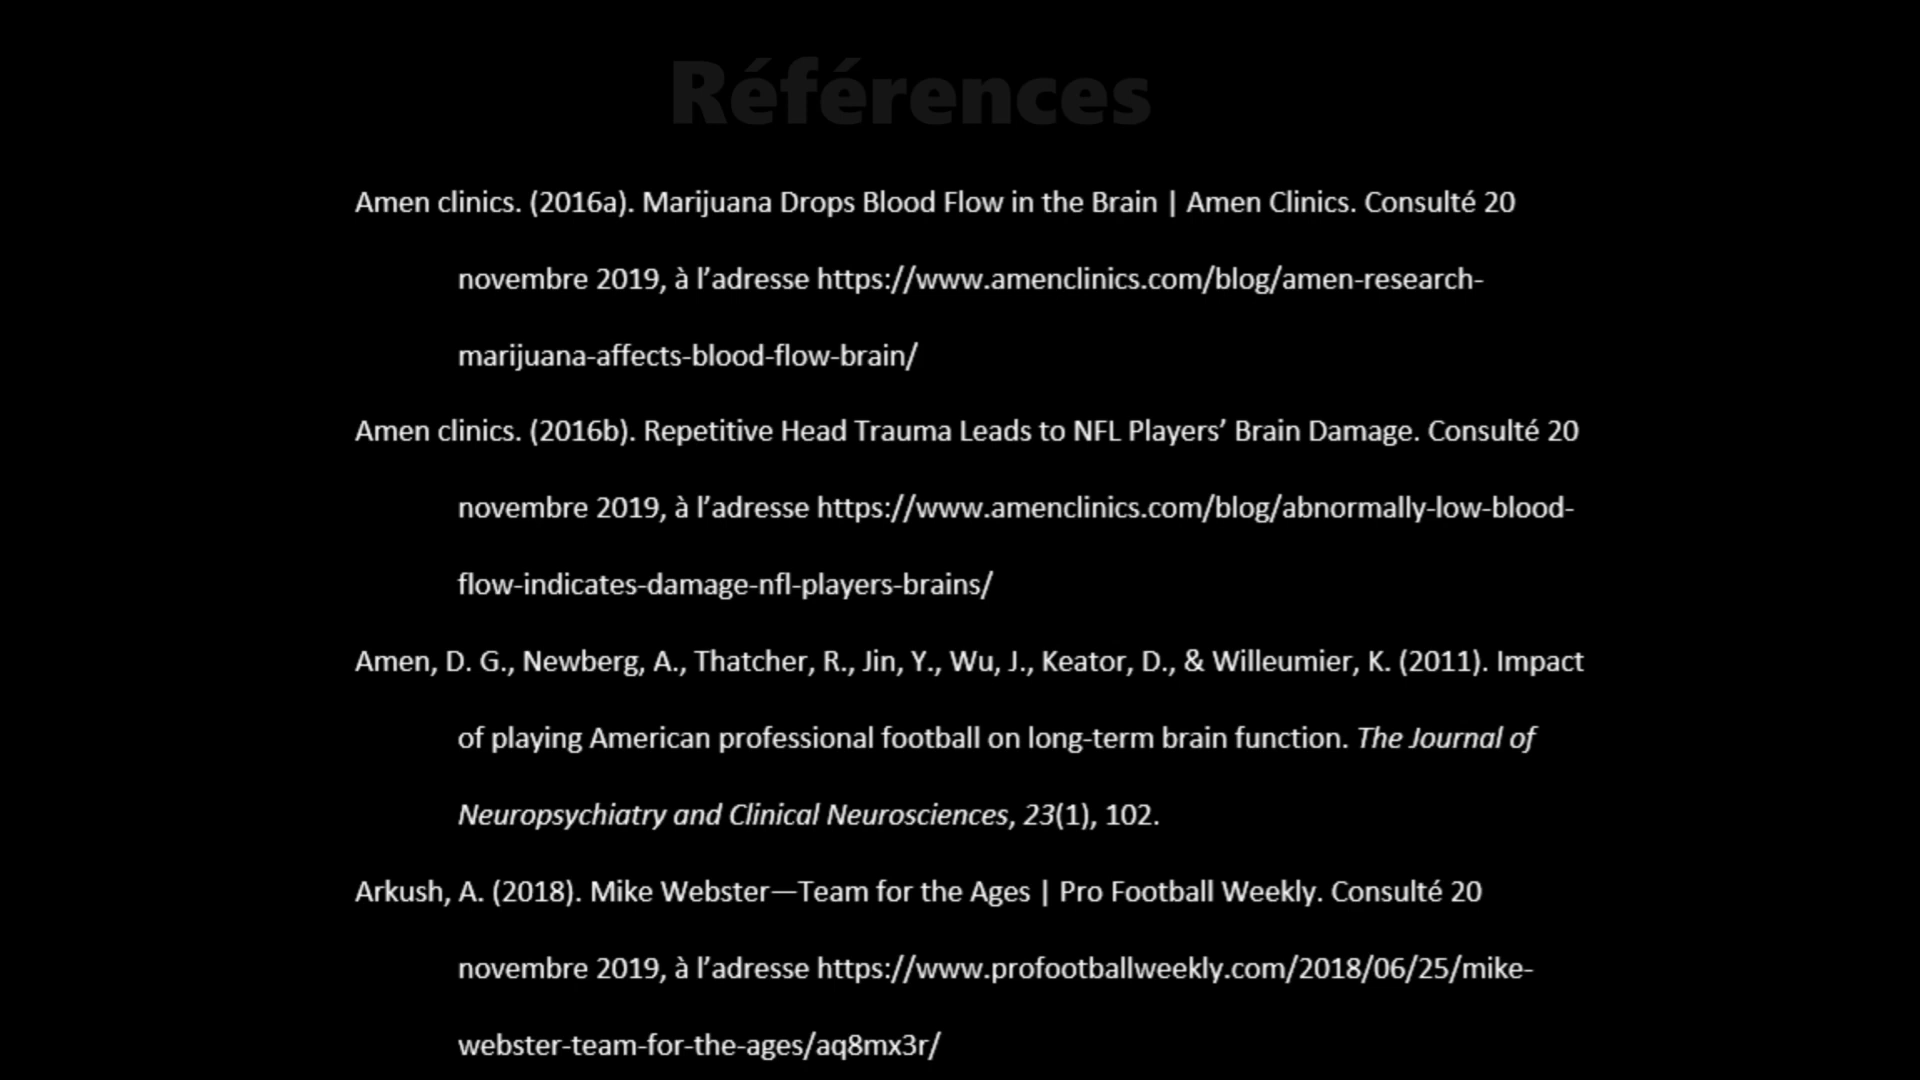 Références
Amen clinics. (2016a). Marijuana Drops Blood Flow in the Brain | Amen Clinics. Consulté 20
novembre 2019, à l’adresse https://www.amenclinics.com/blog/amen-research-
marijuana-affects-blood-flow-brain/
Amen clinics. (2016b). Repetitive Head Trauma Leads to NFL Players’ Brain Damage. Consulté 20
novembre 2019, à l’adresse https://www.amenclinics.com/blog/abnormally-low-blood-
flow-indicates-damage-nfl-players-brains/
Amen, D. G., Newberg, A., Thatcher, R., Jin, Y., Wu, J., Keator, D., & Willeumier, K. (2011). Impact
of playing American professional football on long-term brain function. The Journal of
Neuropsychiatry and Clinical Neurosciences, 23(1), 102.
Arkush, A. (2018). Mike Webster—Team for the Ages | Pro Football Weekly. Consulté 20
novembre 2019, à l’adresse https://www.profootballweekly.com/2018/06/25/mike-
webster-team-for-the-ages/aq8mx3r/